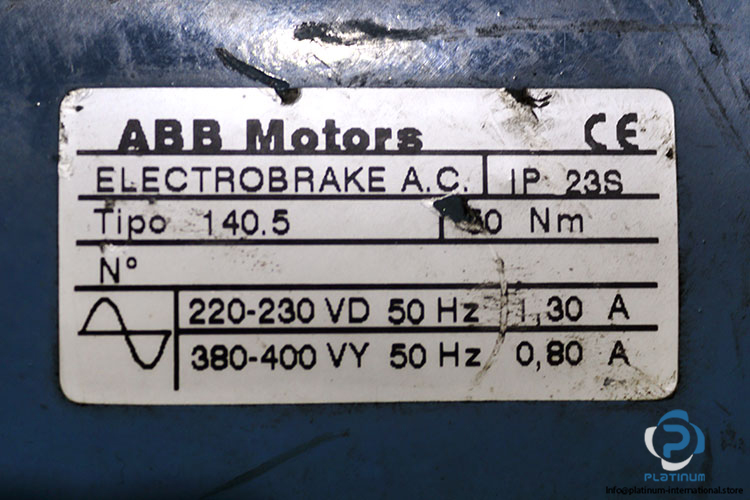 ABB Motors CE
ELECTROBRAKE A.C. IP 23S
Tipo 140.5 Nm
N°
220-230 VD 50 Hz 1,30 A
380-400 VY 50 Hz 0,80 A
PLATINUM
info@platinum-international.store